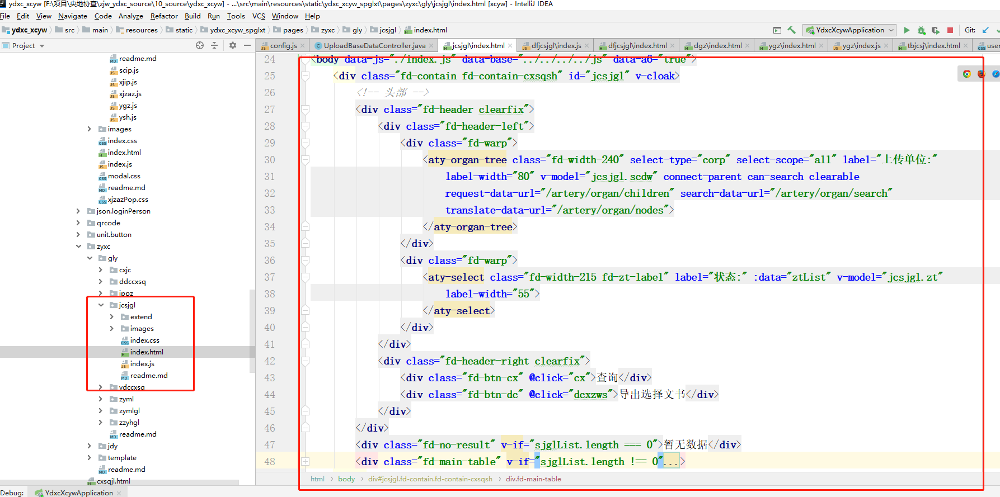 ydxc_xcyw [F:\项目\央地协查\zjw_ydxc_source\10_source\ydxc_xcyw] - ...\src\main\resources\static\ydxc_xcyw_spglxt\pages\zyxc\gly\jcsjgl\index.html [xcyw] - IntelliJ IDEA
File Edit View Navigate Code Analyze Refactor Build Run Tools VCS Window Help
ydxc_xcyw src main resources static ydxc_xcyw_spglxt pages zyxc gly jcsjgl index.html YdxcXcywApplication Git:
Project config.js UploadBaseDataController.java jcsjgl\index.html dfjcsjgl\index.js dfjcsjgl\index.html dgz\index.html ygz\index.html ygz\index.js tbjcsj\index.html user
readme.md
scip.js
xjip.js
xjzaz.js
ygz.js
ysh.js
images
index.css
index.html
index.js
modal.css
readme.md
xjzazPop.css
json.loginPerson
qrcode
unit.button
zyxc
gly
cxjc
ddccxsq
ippz
jcsjgl
extend
images
index.css
index.html
index.js
readme.md
ydccxsq
zyml
zymlgl
zzyhgl
readme.md
jdy
template
readme.md
cxsqjl.html
24 <body data-js="./index.js" data-base="../../../../js" data-a6="true">
25 <div class="fd-contain fd-contain-cxsqsh" id="jcsjgl" v-cloak>
26 <!-- 头部 -->
27 <div class="fd-header clearfix">
28 <div class="fd-header-left">
29 <div class="fd-warp">
30 <aty-organ-tree class="fd-width-240" select-type="corp" select-scope="all" label="上传单位:"
31 label-width="80" v-model="jcsjgl.scdw" connect-parent can-search clearable
32 request-data-url="/artery/organ/children" search-data-url="/artery/organ/search"
33 translate-data-url="/artery/organ/nodes">
34 </aty-organ-tree>
35 </div>
36 <div class="fd-warp">
37 <aty-select class="fd-width-215 fd-zt-label" label="状态:" :data="ztList" v-model="jcsjgl.zt"
38 label-width="55">
39 </aty-select>
40 </div>
41 </div>
42 <div class="fd-header-right clearfix">
43 <div class="fd-btn-cx" @click="cx">查询</div>
44 <div class="fd-btn-dc" @click="dcxzws">导出选择文书</div>
45 </div>
46 </div>
47 <div class="fd-no-result" v-if="sjglList.length === 0">暂无数据</div>
48 <div class="fd-main-table" v-if="sjglList.length !== 0"...>
html body div#jcsjgl.fd-contain.fd-contain-cxsqsh div.fd-main-table
Debug: YdxcXcywApplication